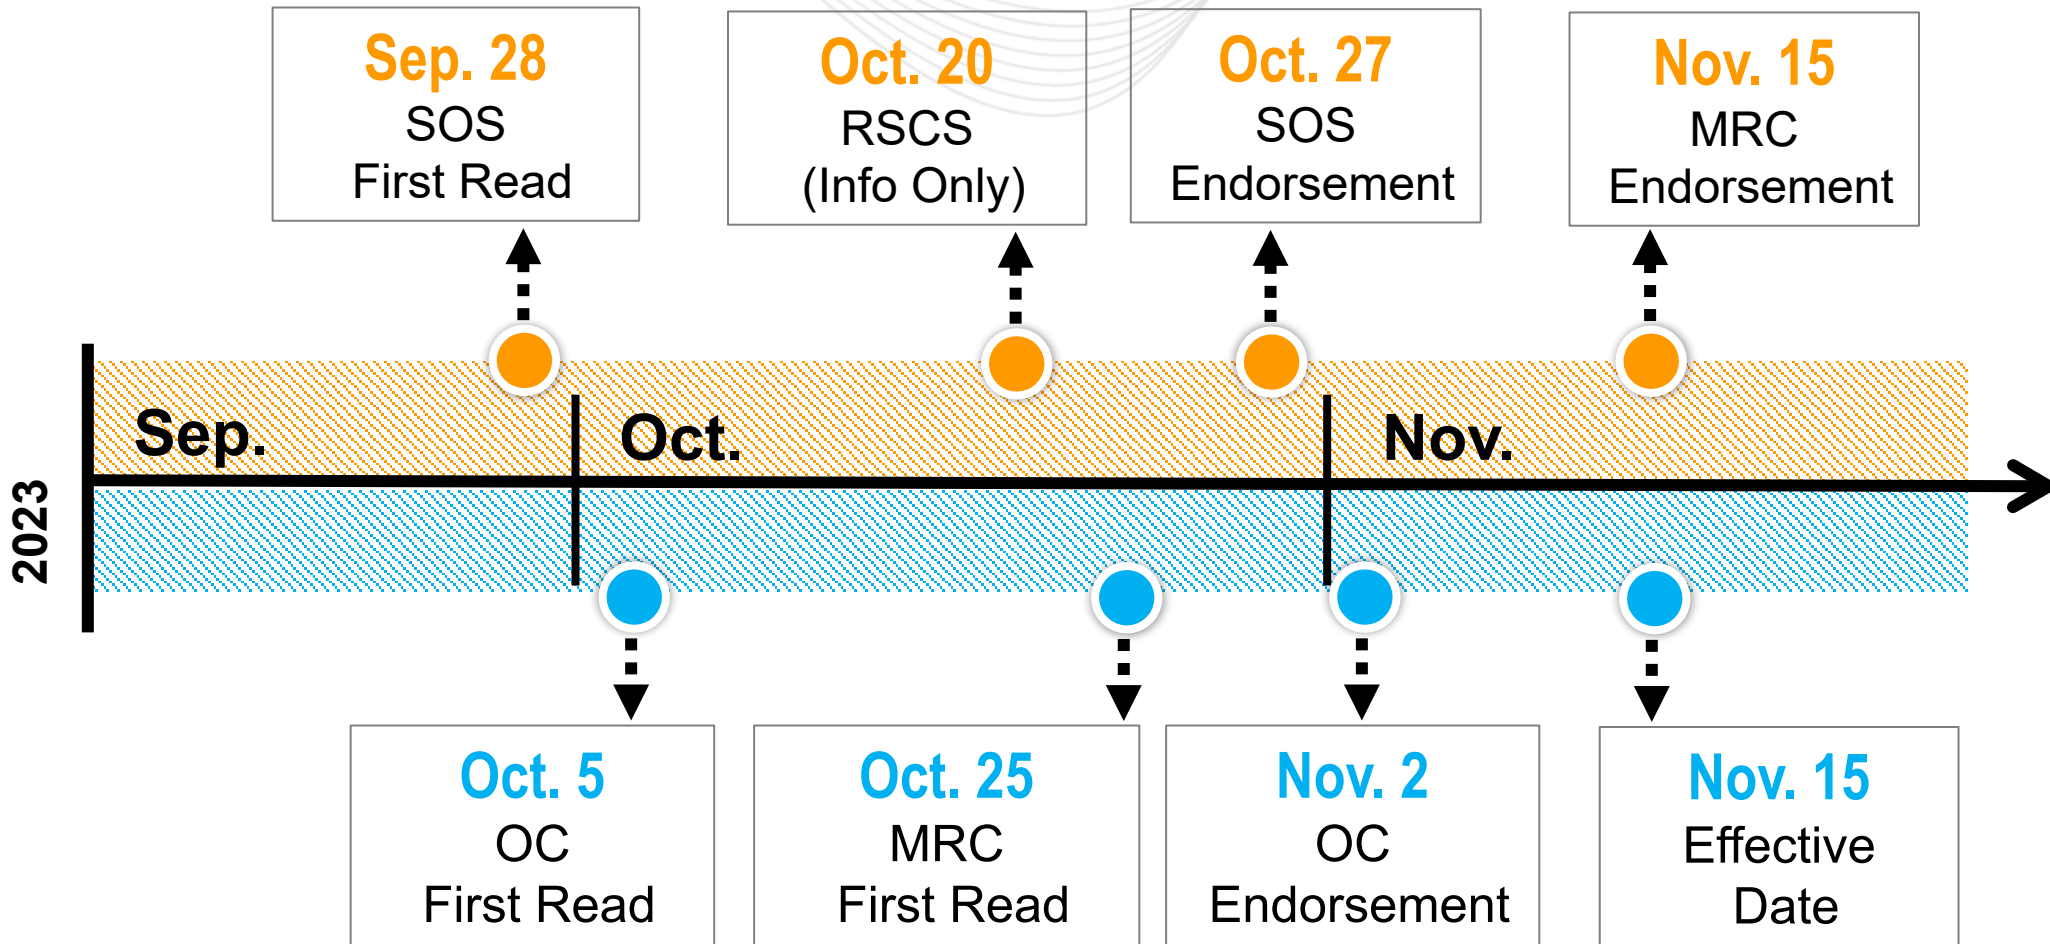 Sep. 28
SOS
First Read
Oct. 20
RSCS
(Info Only)
Oct. 27
SOS
Endorsement
Nov. 15
MRC
Endorsement
Sep.
Oct.
Nov.
2023
Oct. 5
OC
First Read
Oct. 25
MRC
First Read
Nov. 2
OC
Endorsement
Nov. 15
Effective
Date